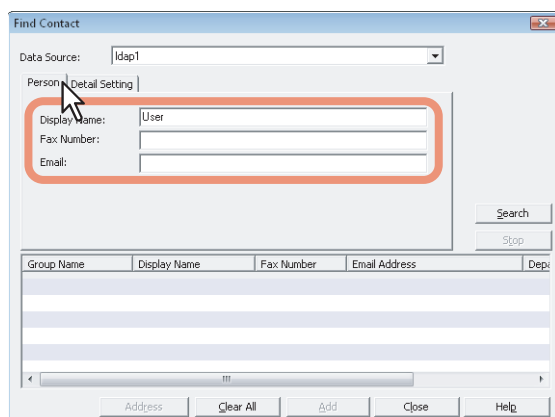 Find Contact
Data Source: ldap1
Person Detail Setting
Display Name: User
Fax Number:
Email:
Search
Stop
Group Name Display Name Fax Number Email Address Depa
Address Clear All Add Close Help